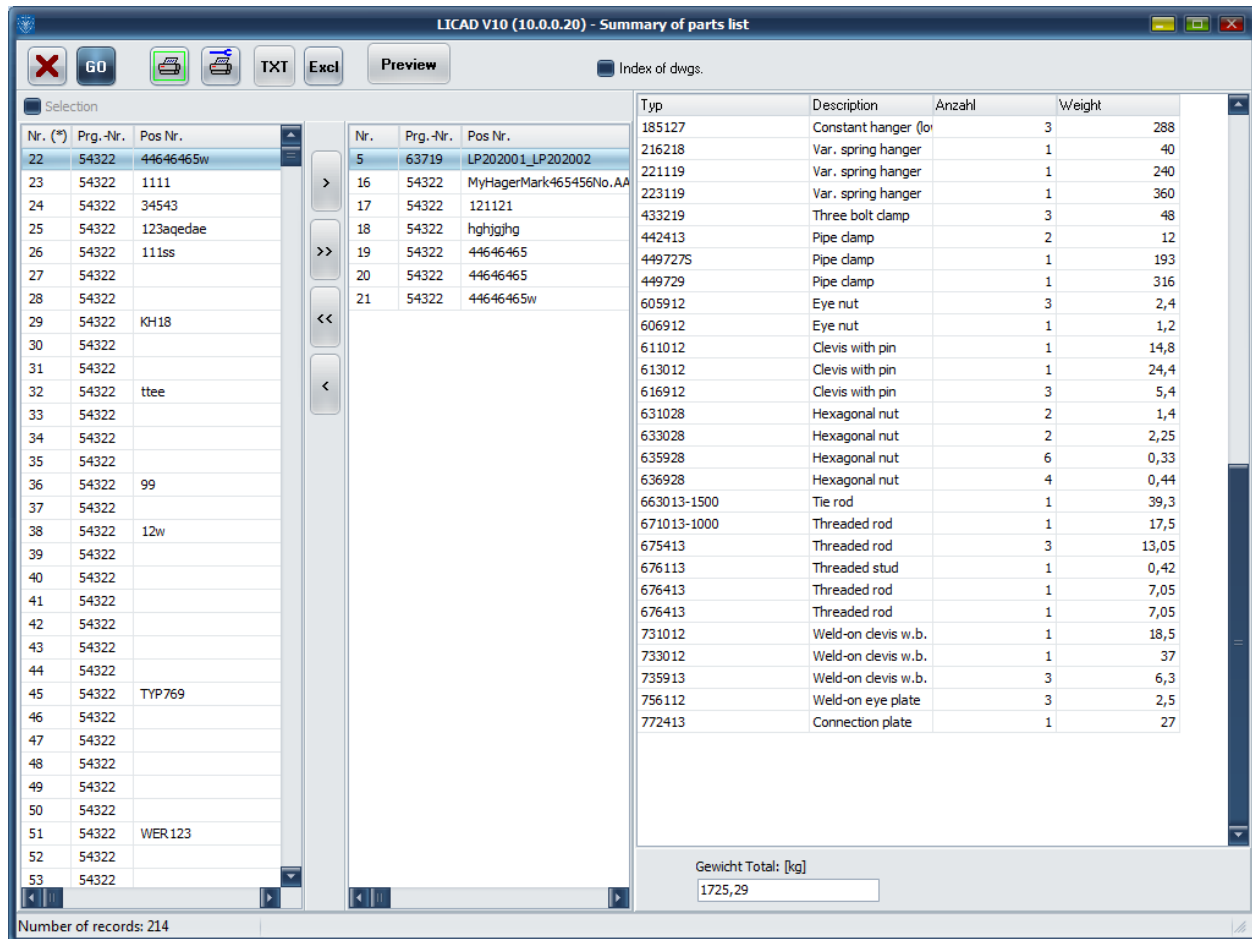 LICAD V10 (10.0.0.20) - Summary of parts list
GO TXT Excl Preview Index of dwgs.
Selection
Nr. (*) Prg.-Nr. Pos Nr.
22 54322 44646465w
23 54322 1111
24 54322 34543
25 54322 123aqedae
26 54322 111ss
27 54322
28 54322
29 54322 KH18
30 54322
31 54322
32 54322 ttee
33 54322
34 54322
35 54322
36 54322 99
37 54322
38 54322 12w
39 54322
40 54322
41 54322
42 54322
43 54322
44 54322
45 54322 TYP769
46 54322
47 54322
48 54322
49 54322
50 54322
51 54322 WER123
52 54322
53 54322
>
>>
<<
<
Nr. Prg.-Nr. Pos Nr.
5 63719 LP202001_LP202002
16 54322 MyHagerMark465456No.AA
17 54322 121121
18 54322 hghjgjhg
19 54322 44646465
20 54322 44646465
21 54322 44646465w
Typ Description Anzahl Weight
185127 Constant hanger (lo 3 288
216218 Var. spring hanger 1 40
221119 Var. spring hanger 1 240
223119 Var. spring hanger 1 360
433219 Three bolt clamp 3 48
442413 Pipe clamp 2 12
449727S Pipe clamp 1 193
449729 Pipe clamp 1 316
605912 Eye nut 3 2,4
606912 Eye nut 1 1,2
611012 Clevis with pin 1 14,8
613012 Clevis with pin 1 24,4
616912 Clevis with pin 3 5,4
631028 Hexagonal nut 2 1,4
633028 Hexagonal nut 2 2,25
635928 Hexagonal nut 6 0,33
636928 Hexagonal nut 4 0,44
663013-1500 Tie rod 1 39,3
671013-1000 Threaded rod 1 17,5
675413 Threaded rod 3 13,05
676113 Threaded stud 1 0,42
676413 Threaded rod 1 7,05
676413 Threaded rod 1 7,05
731012 Weld-on clevis w.b. 1 18,5
733012 Weld-on clevis w.b. 1 37
735913 Weld-on clevis w.b. 3 6,3
756112 Weld-on eye plate 3 2,5
772413 Connection plate 1 27
Gewicht Total: [kg]
1725,29
Number of records: 214